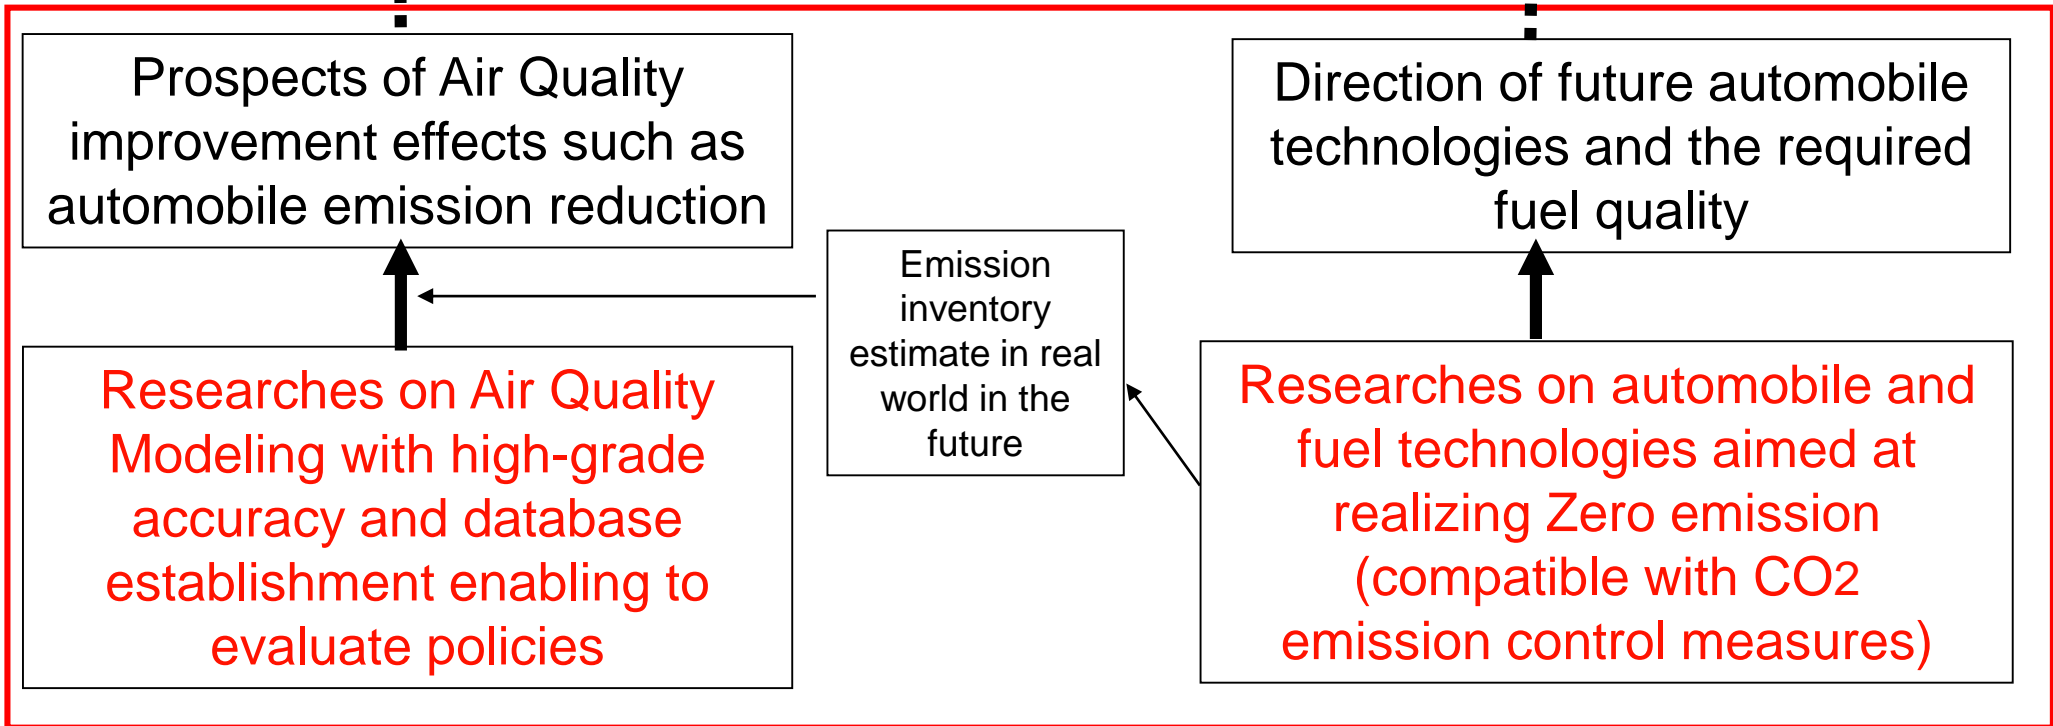 Prospects of Air Quality
improvement effects such as
automobile emission reduction
Direction of future automobile
technologies and the required
fuel quality
Emission
inventory
estimate in real
world in the
future
Researches on Air Quality
Modeling with high-grade
accuracy and database
establishment enabling to
evaluate policies
Researches on automobile and
fuel technologies aimed at
realizing Zero emission
(compatible with CO2
emission control measures)